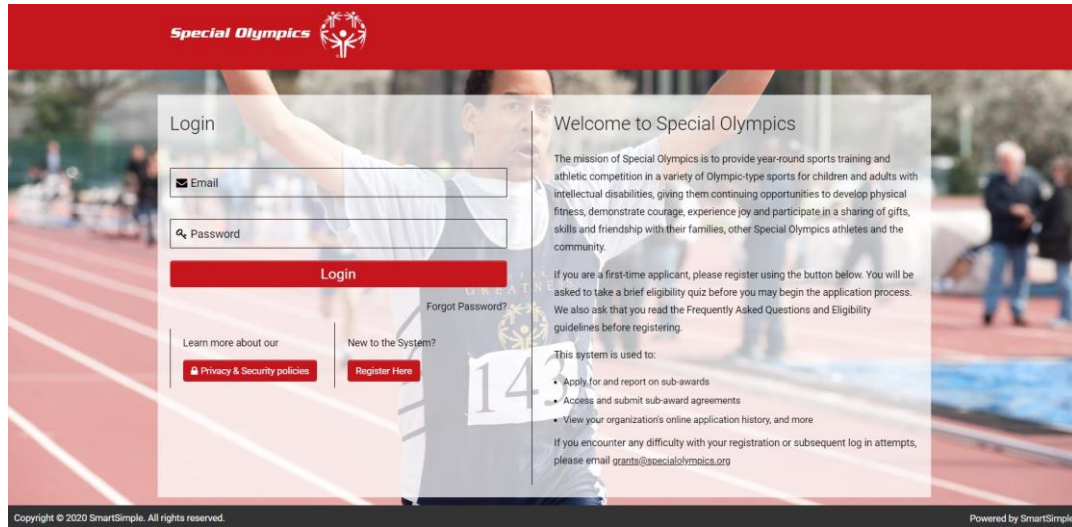 Special Olympics
Login
Email
Password
Login
Forgot Password?
Learn more about our
Privacy & Security policies
New to the System?
Register Here
Welcome to Special Olympics
The mission of Special Olympics is to provide year-round sports training and
athletic competition in a variety of Olympic-type sports for children and adults with
intellectual disabilities, giving them continuing opportunities to develop physical
fitness, demonstrate courage, experience joy and participate in a sharing of gifts,
skills and friendship with their families, other Special Olympics athletes and the
community.
If you are a first-time applicant, please register using the button below. You will be
asked to take a brief eligibility quiz before you may begin the application process.
We also ask that you read the Frequently Asked Questions and Eligibility
guidelines before registering.
This system is used to:
• Apply for and report on sub-awards
• Access and submit sub-award agreements
• View your organization's online application history, and more
If you encounter any difficulty with your registration or subsequent log in attempts,
please email grants@specialolympics.org
GREATNESS
143
Copyright © 2020 SmartSimple. All rights reserved.
Powered by SmartSimple